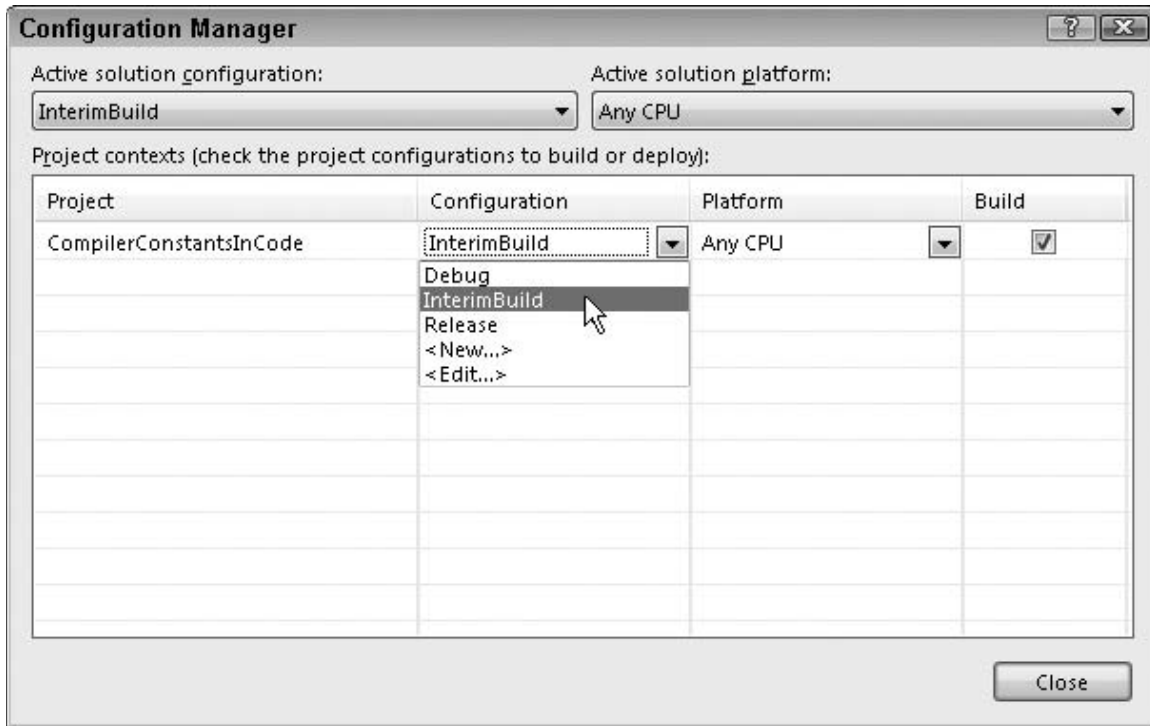 Configuration Manager
Active solution configuration: Active solution platform:
InterimBuild Any CPU
Project contexts (check the project configurations to build or deploy):
Project Configuration Platform Build
CompilerConstantsInCode InterimBuild Any CPU
Debug
InterimBuild
Release
<New...>
<Edit...>
Close